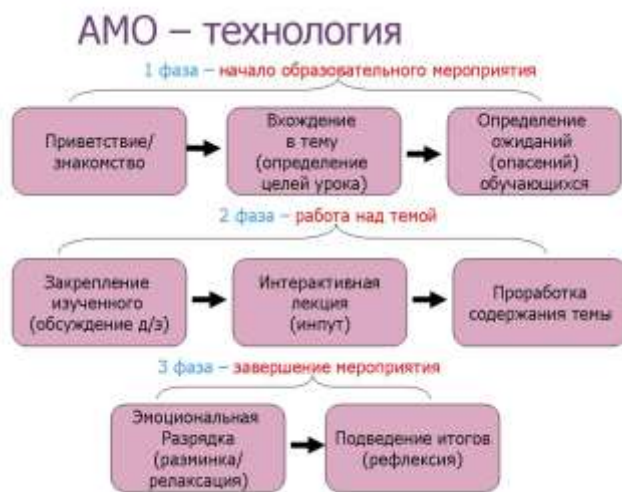 АМО – технология
1 фаза – начало образовательного мероприятия
Приветствие/
знакомство
Вхождение
в тему
(определение
целей урока)
Определение
ожиданий
(опасений)
обучающихся
2 фаза – работа над темой
Закрепление
изученного
(обсуждение д/з)
Интерактивная
лекция
(инпут)
Проработка
содержания темы
3 фаза – завершение мероприятия
Эмоциональная
Разрядка
(разминка/
релаксация)
Подведение итогов
(рефлексия)